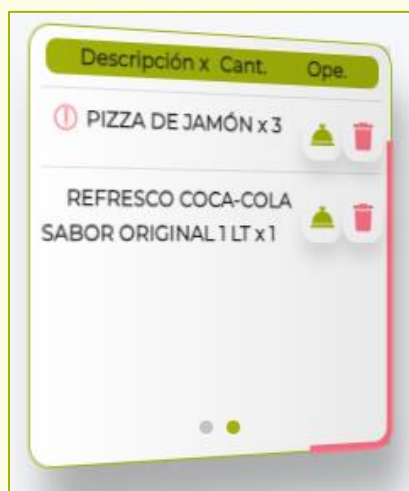 Descripción x Cant. Ope.
PIZZA DE JAMÓN x 3
REFRESCO COCA-COLA
SABOR ORIGINAL 1 LT x 1